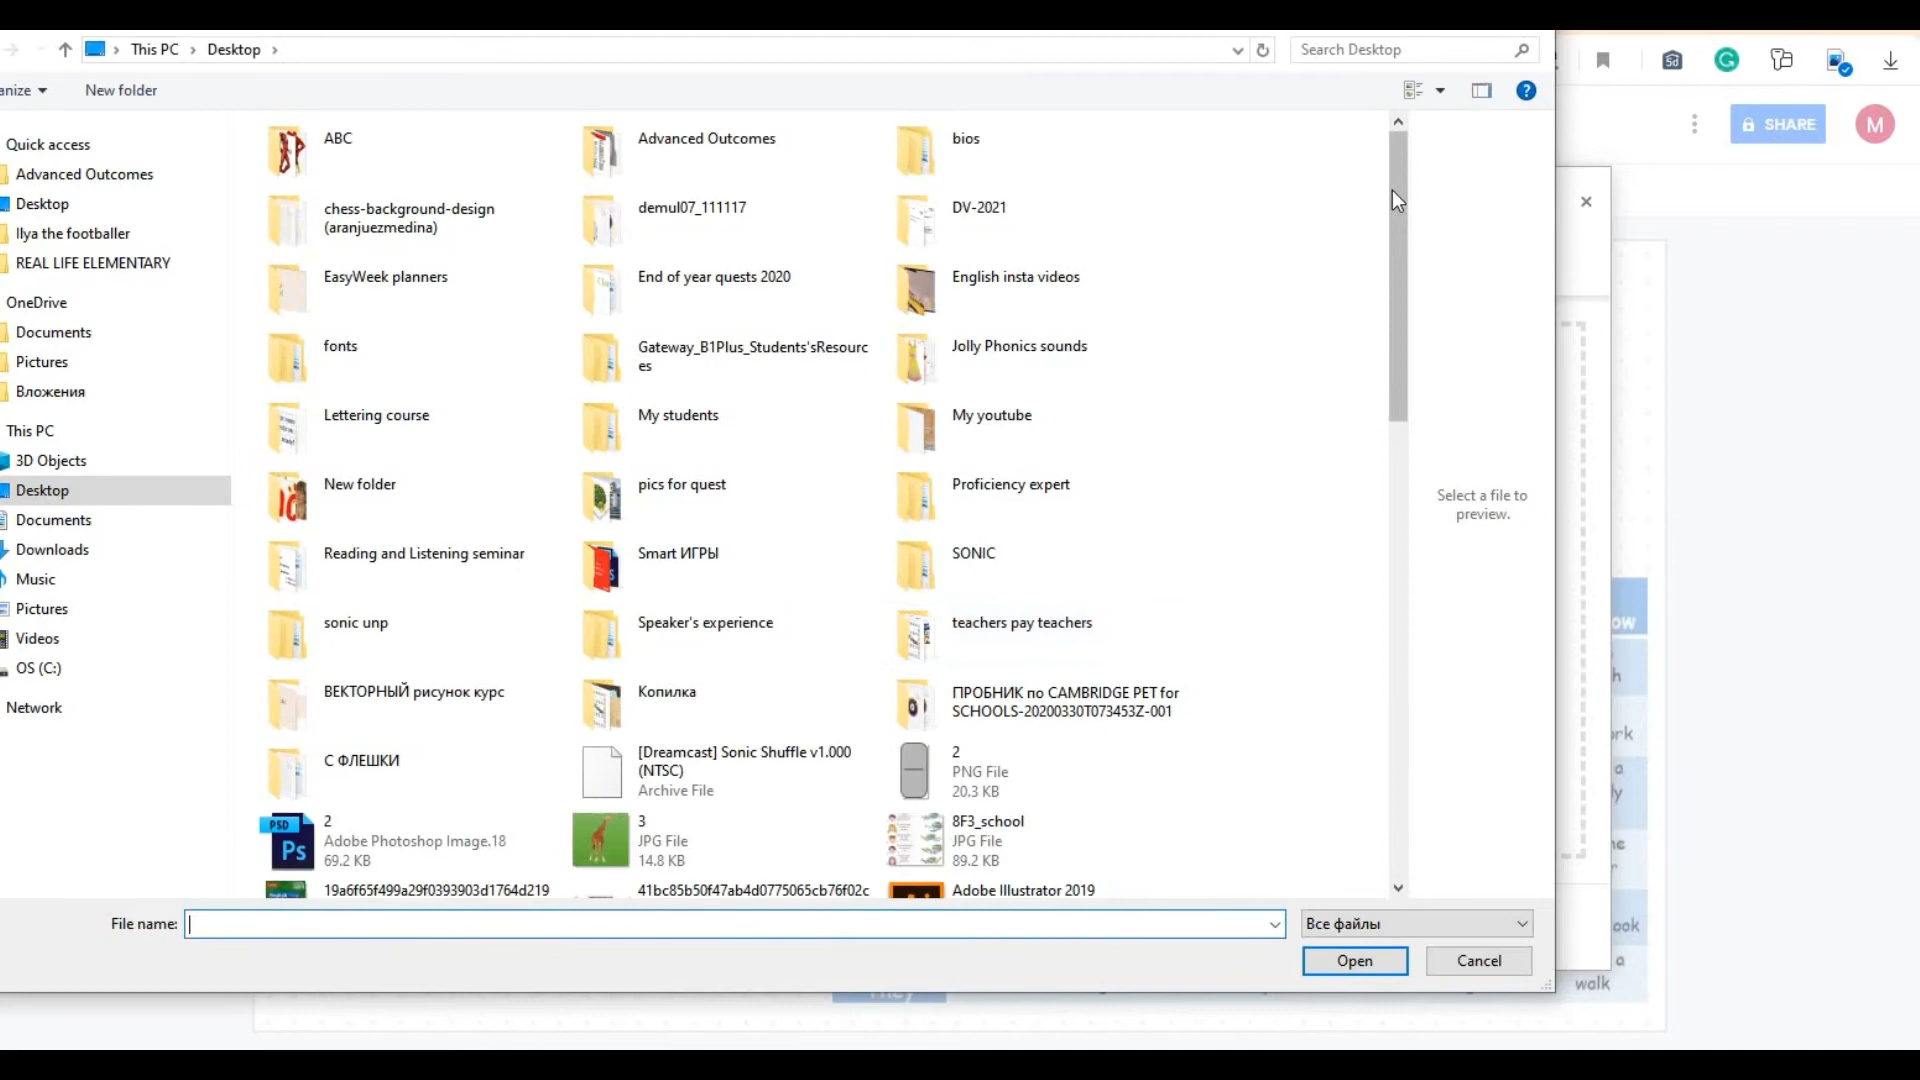 This PC
Desktop
Search Desktop
New folder
?
SHARE
M
Quick access
Advanced Outcomes
Desktop
Ilya the footballer
REAL LIFE ELEMENTARY
OneDrive
Documents
Pictures
Вложения
This PC
3D Objects
Desktop
Documents
Downloads
Music
Pictures
Videos
OS (C:)
Network
ABC
Advanced Outcomes
bios
chess-background-design
(aranjuezmedina)
demul07_111117
DV-2021
EasyWeek planners
End of year quests 2020
English insta videos
fonts
Gateway_B1Plus_Students'sResourc
es
Jolly Phonics sounds
Lettering course
My students
My youtube
New folder
pics for quest
Proficiency expert
Reading and Listening seminar
Smart ИГРЫ
SONIC
sonic unp
Speaker's experience
teachers pay teachers
ВЕКТОРНЫЙ рисунок курс
Копилка
ПРОБНИК по CAMBRIDGE PET for
SCHOOLS-20200330T073453Z-001
С ФЛЕШКИ
[Dreamcast] Sonic Shuffle v1.000
(NTSC)
Archive File
2
PNG File
20.3 KB
PSD
Ps
2
Adobe Photoshop Image.18
69.2 KB
3
JPG File
14.8 KB
8F3_school
JPG File
89.2 KB
19a6f65f499a29f0393903d1764d219
41bc85b50f47ab4d0775065cb76f02c
Adobe Illustrator 2019
Select a file to
preview.
File name:
Все файлы
Open
Cancel
a
a
walk
They